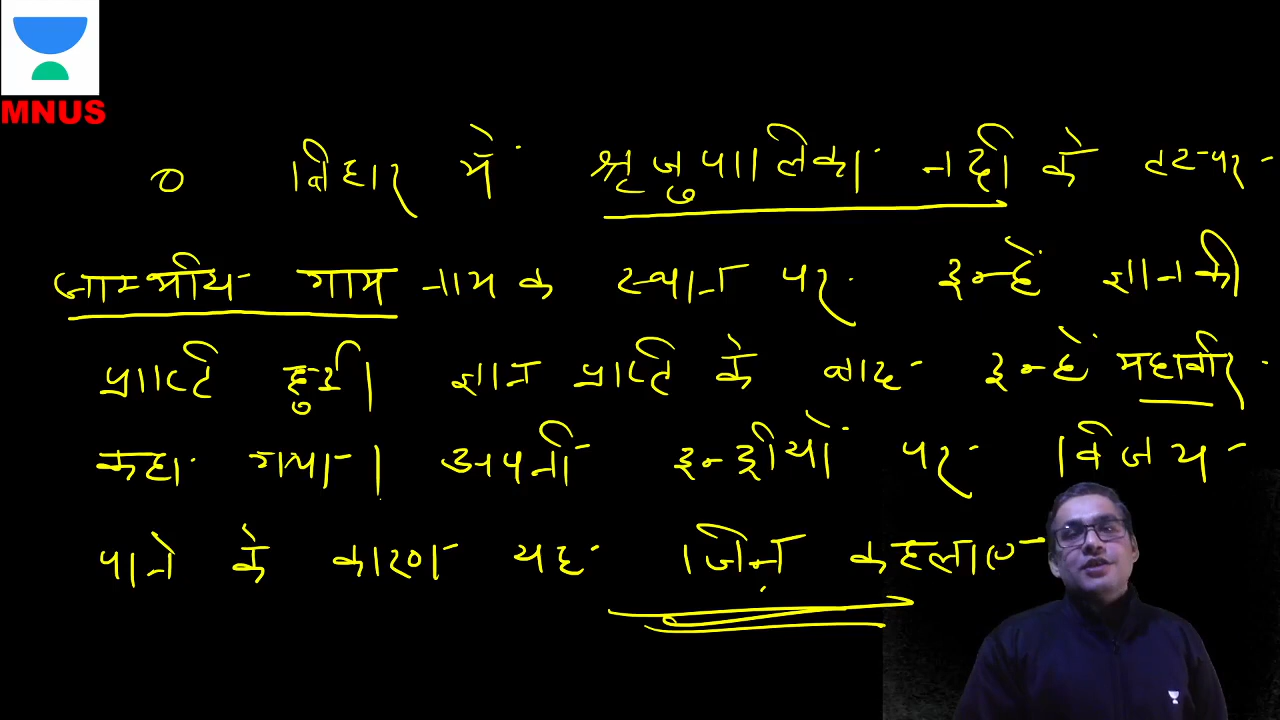 MNUS
० बिहार में ऋजुपालिका नदी के तट पर
जाम्भीय गाम नामक स्थान पर इन्हें ज्ञान की
प्राप्ति हुई। ज्ञान प्राप्ति के बाद इन्हें महावीर
कहा गया। अपनी इन्द्रीयों पर विजय
पाने के कारण यह जिन कहलाए